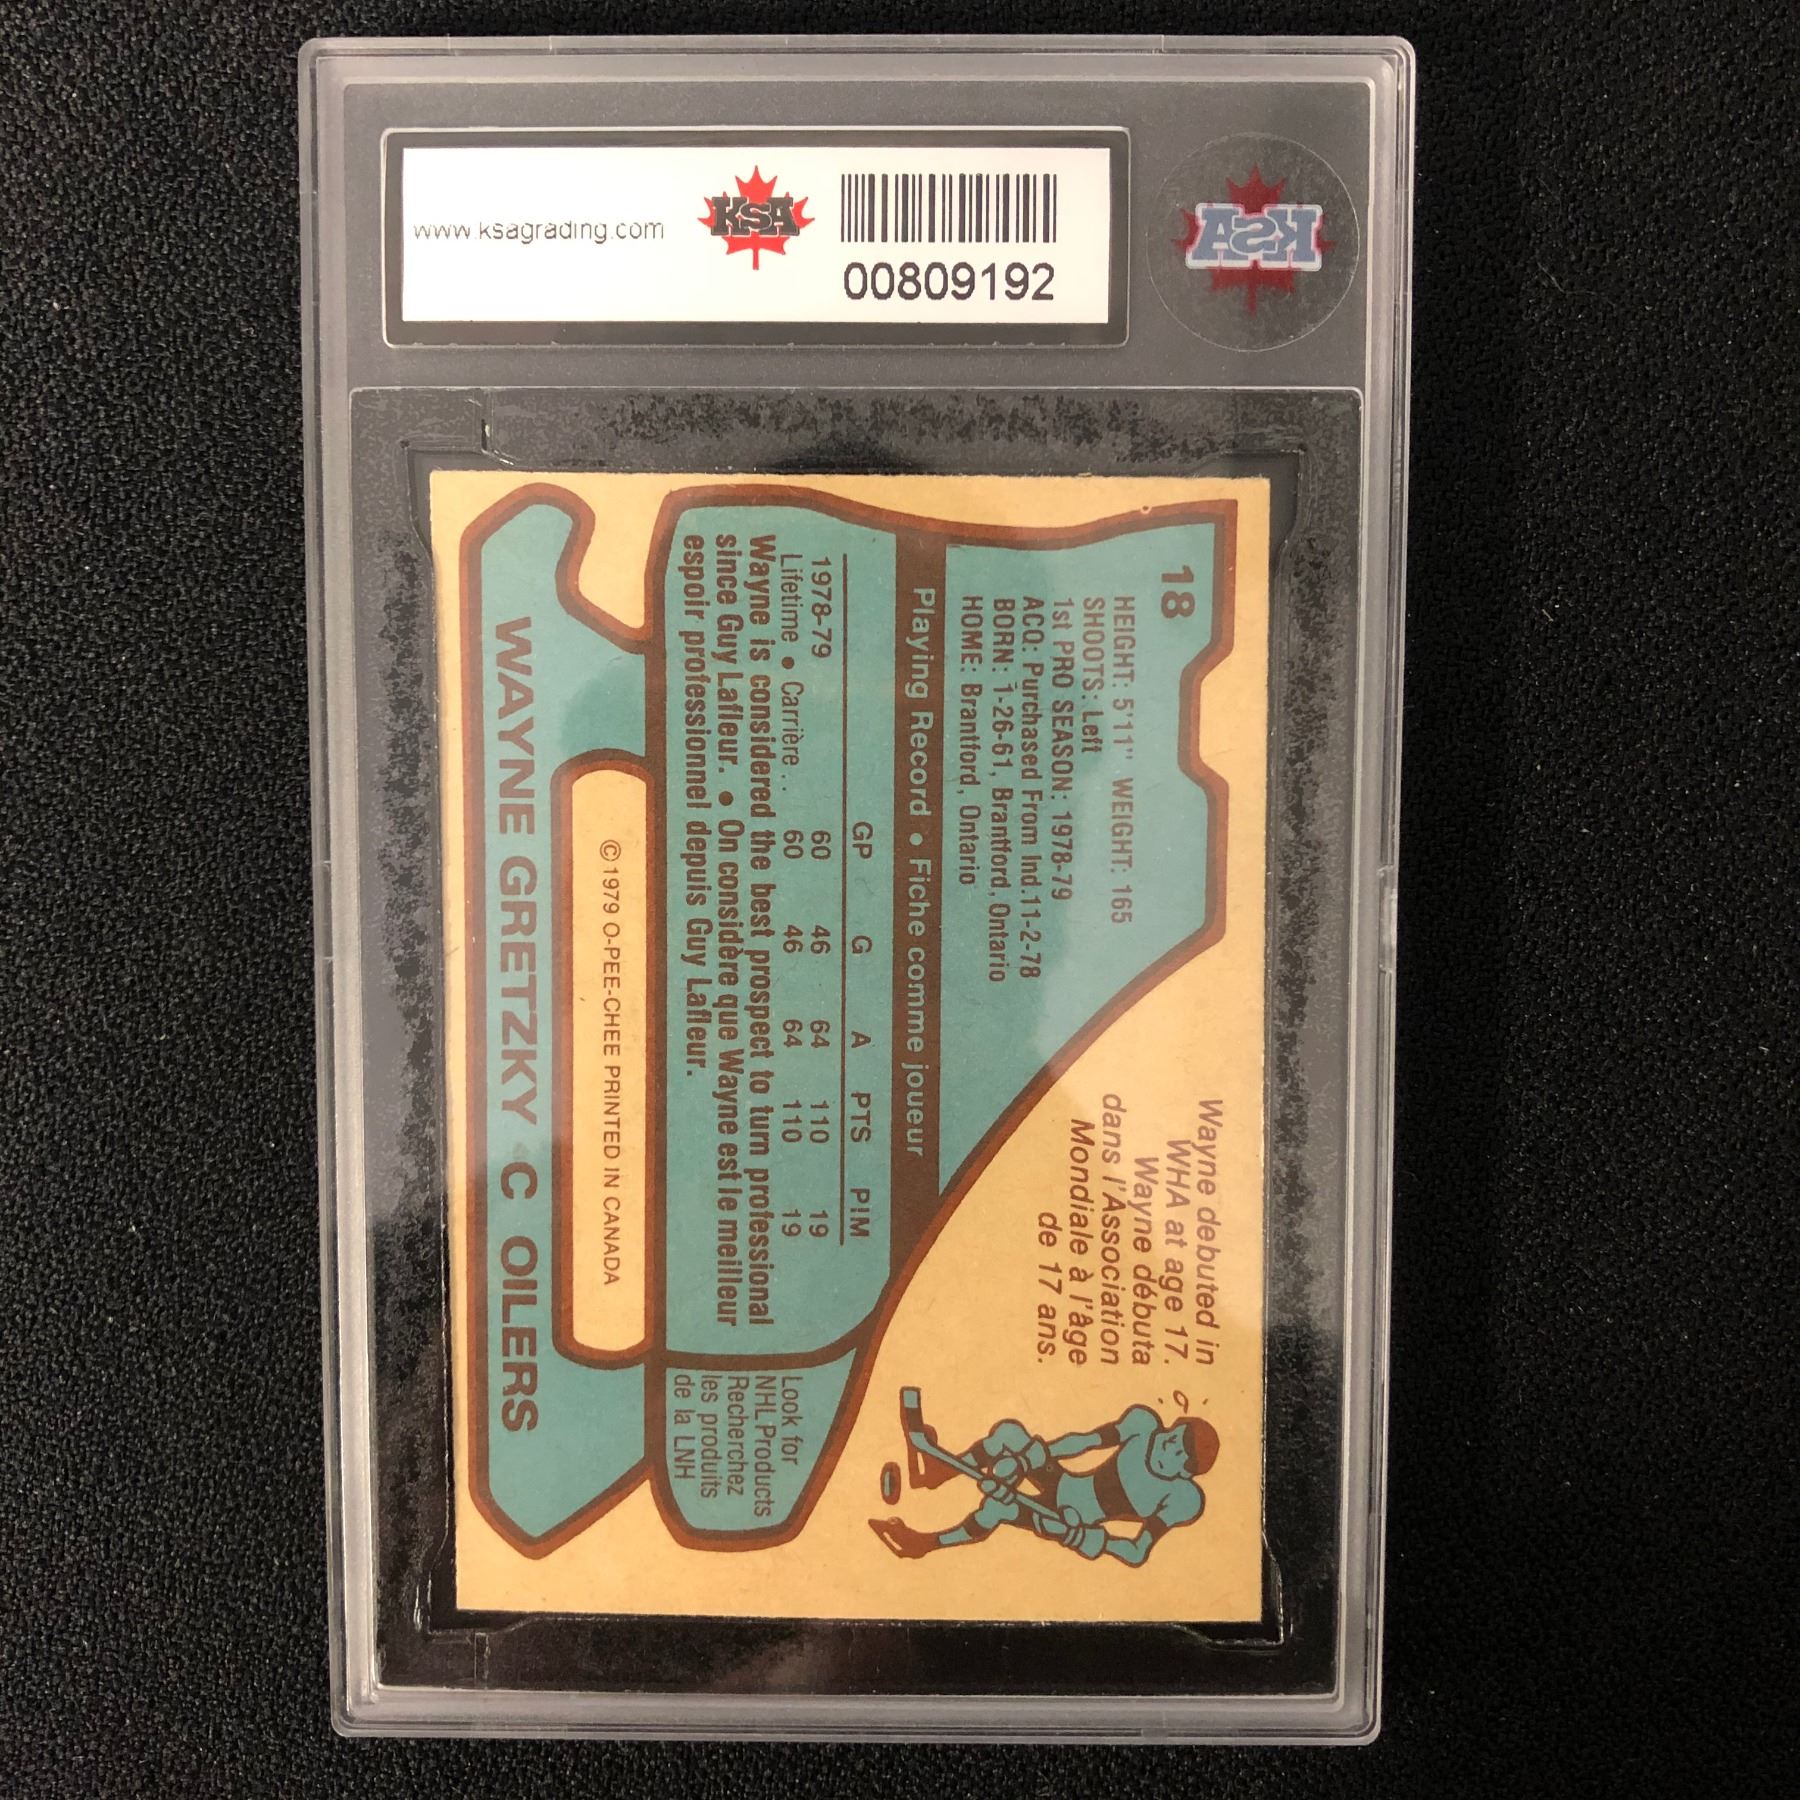 www.ksagrading.com
KSA
00809192
KSA
18
HEIGHT: 5'11" WEIGHT: 165
SHOOTS: Left
1st PRO SEASON: 1978-79
ACQ: Purchased From Ind. 11-2-78
BORN: 1-26-61, Brantford, Ontario
HOME: Brantford, Ontario
Wayne debuted in
WHA at age 17.
Wayne débuta
dans l'Association
Mondiale à l'âge
de 17 ans.
Playing Record • Fiche comme joueur
GP G A PTS PIM
1978-79 60 46 64 110 19
Lifetime • Carrière .. 60 46 64 110 19
Wayne is considered the best prospect to turn professional
since Guy Lafleur. • On considère que Wayne est le meilleur
espoir professionnel depuis Guy Lafleur.
Look for
NHL Products
Recherchez
les produits
de la LNH
©1979 O-PEE-CHEE PRINTED IN CANADA
WAYNE GRETZKY C OILERS